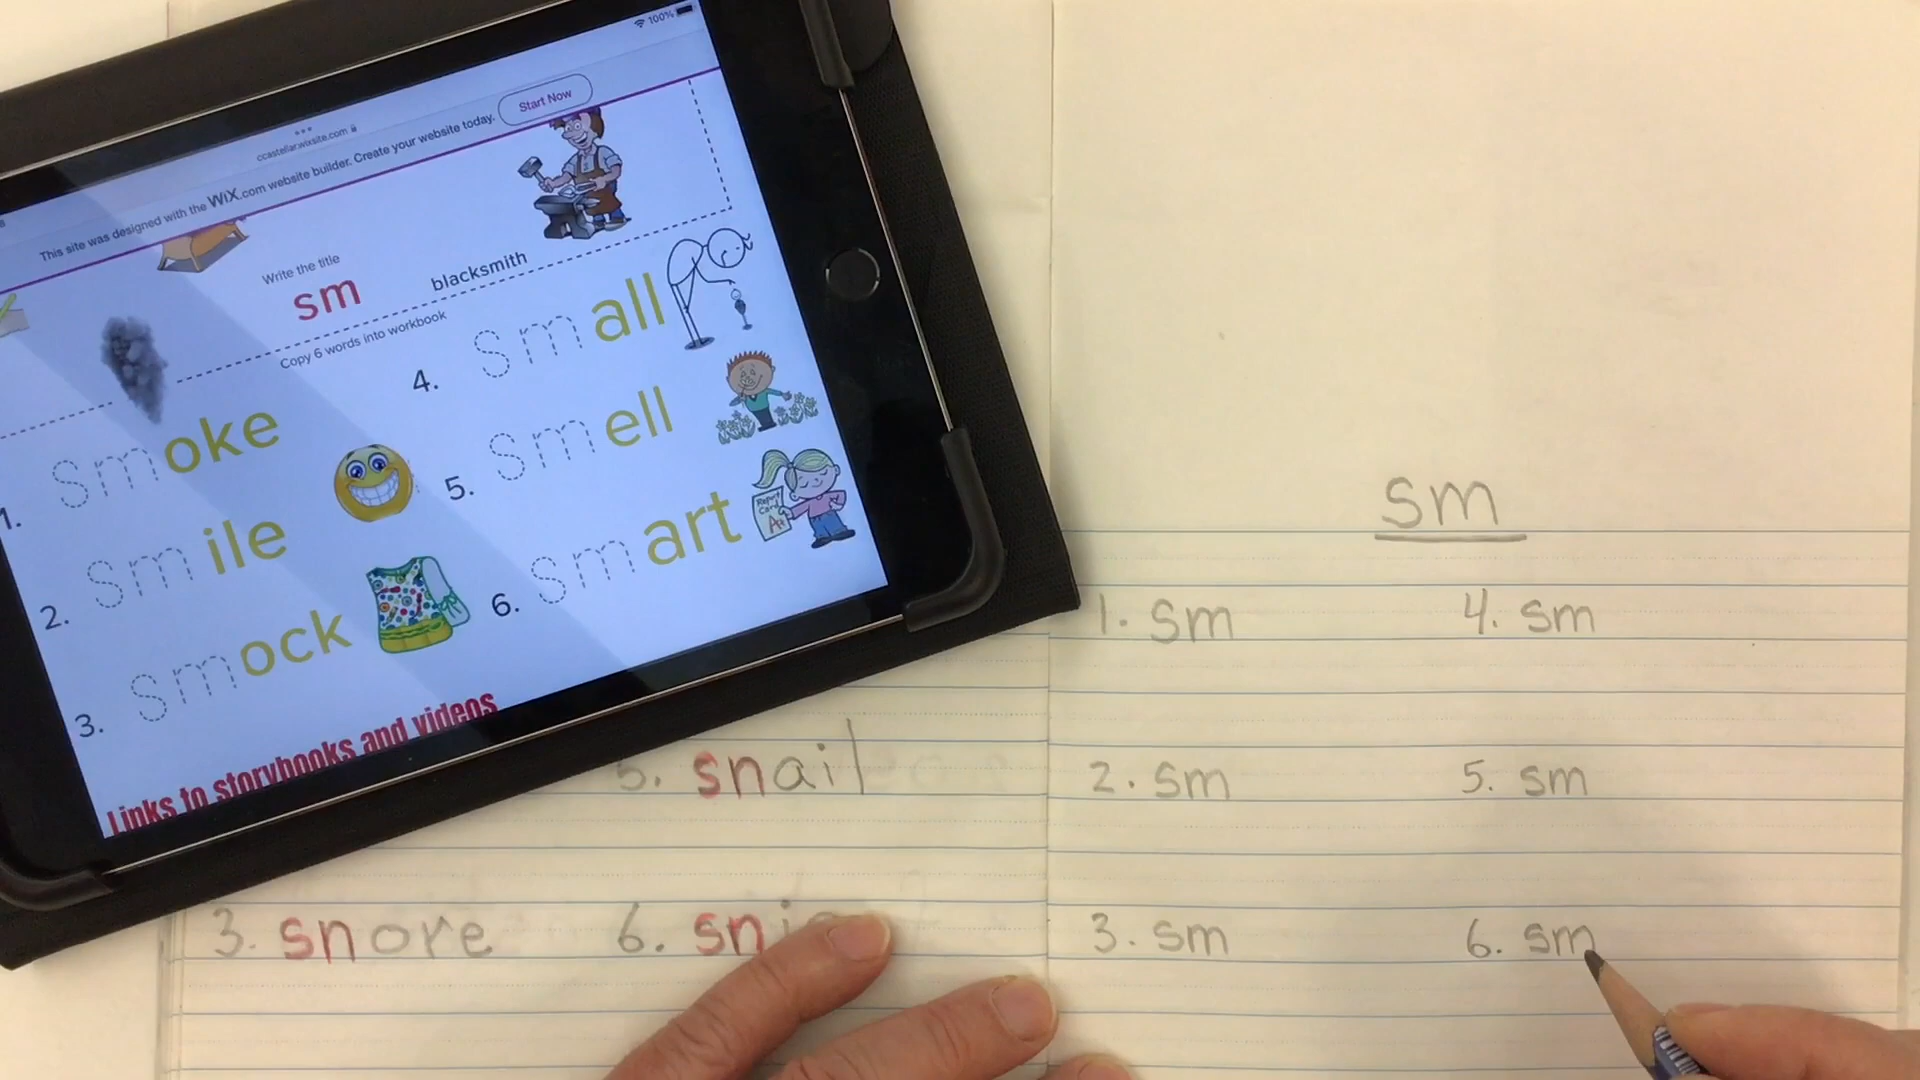 100%
ccastellar.wixsite.com
This site was designed with the WiX.com website builder. Create your website today. Start Now
Write the title
sm
blacksmith
Copy 6 words into workbook
1. smoke
2. smile
3. smock
4. small
5. smell
6. smart
Report Card A+
Links to storybooks and videos
5. snail
3. snore 6. sni
sm
1. sm 4. sm
2. sm 5. sm
3. sm 6. sm